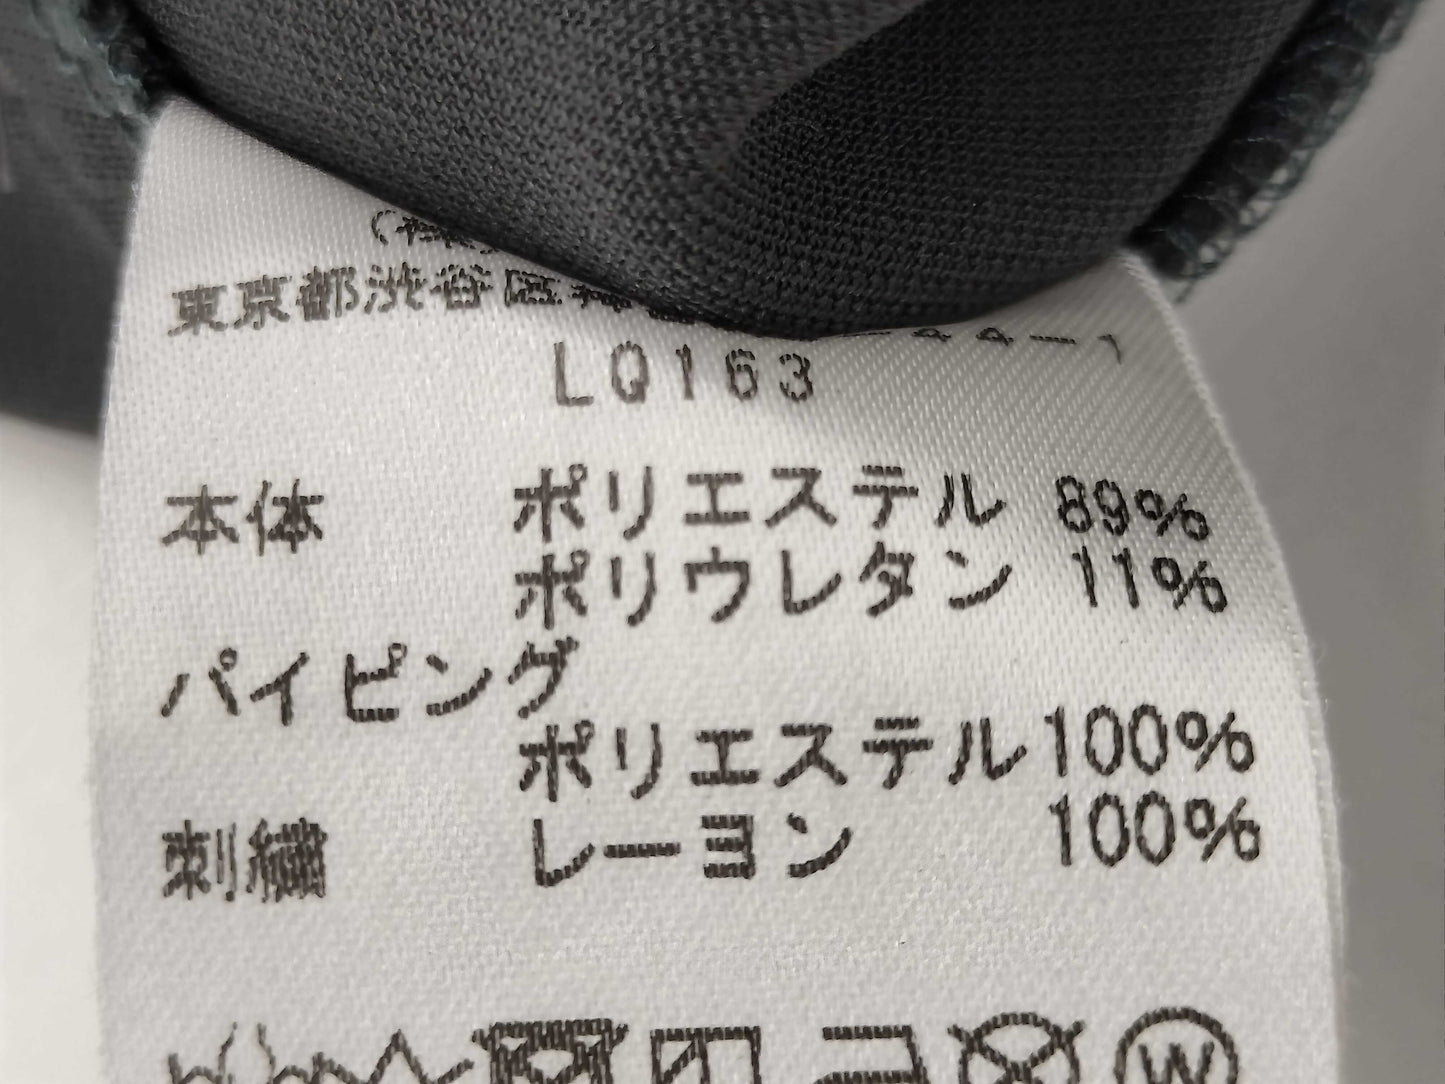 東京都渋谷区
LQ163
本体 ポリエステル 89%
ポリウレタン 11%
パイピング
ポリエステル100%
刺繍 レーヨン 100%
W